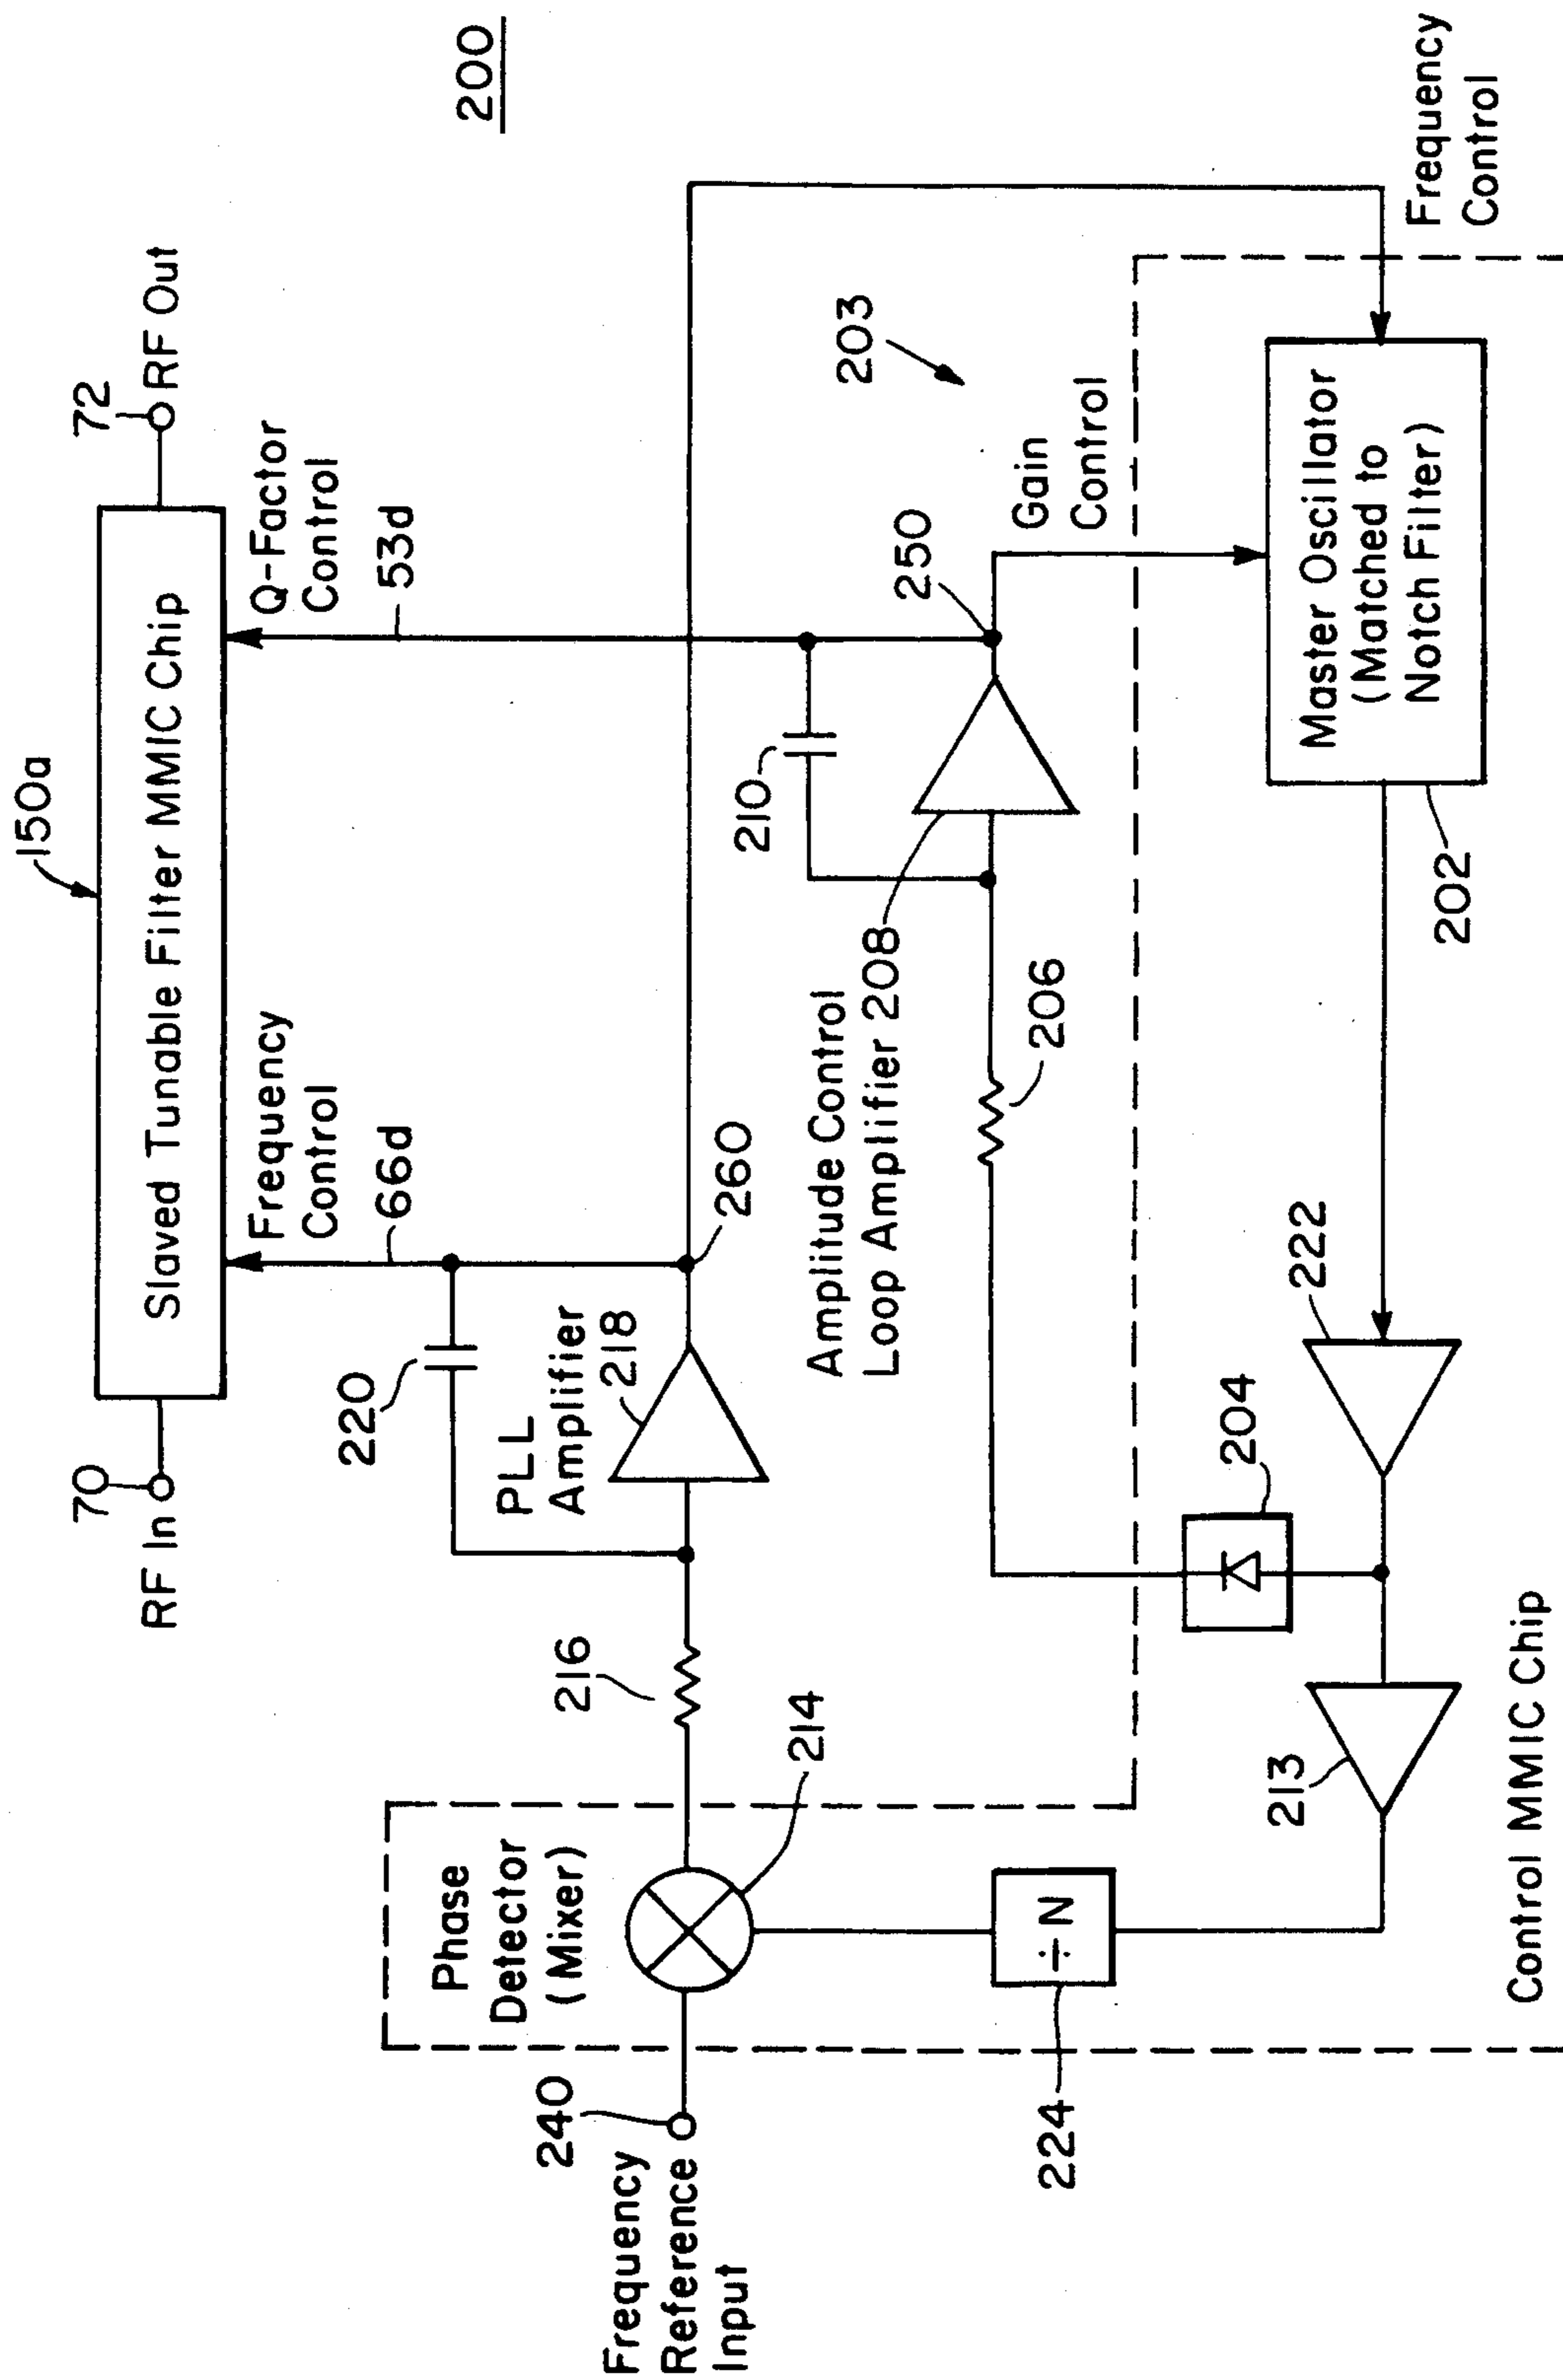 200
150a
Slaved Tunable Filter MMIC Chip
RF In
70
72
RF Out
Frequency
Control
66d
Q-Factor
Control
53d
220
PLL
Amplifier
218
260
216
Phase
Detector
(Mixer)
214
240
Frequency
Reference
Input
210
250
203
Amplitude Control
Loop Amplifier 208
206
Gain
Control
224
÷ N
213
204
222
202
Master Oscillator
(Matched to
Notch Filter)
Frequency
Control
Control MMIC Chip